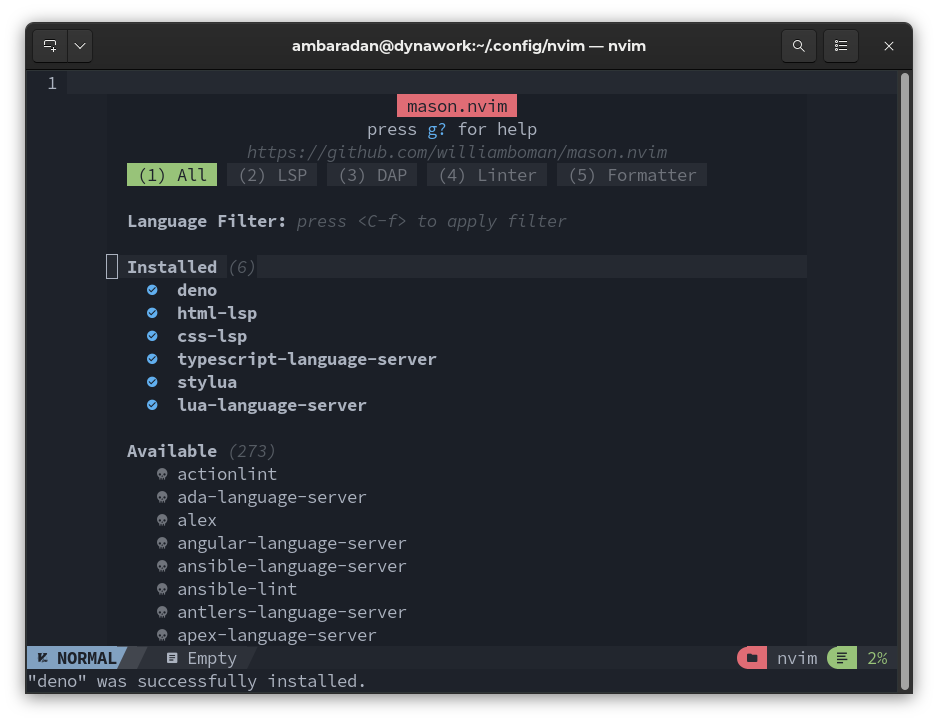 ambaradan@dynawork:~/.config/nvim — nvim
1
mason.nvim
press g? for help
https://github.com/williamboman/mason.nvim
(1) All (2) LSP (3) DAP (4) Linter (5) Formatter
Language Filter: press <C-f> to apply filter
Installed (6)
deno
html-lsp
css-lsp
typescript-language-server
stylua
lua-language-server
Available (273)
actionlint
ada-language-server
alex
angular-language-server
ansible-language-server
ansible-lint
antlers-language-server
apex-language-server
NORMAL Empty nvim 2%
"deno" was successfully installed.